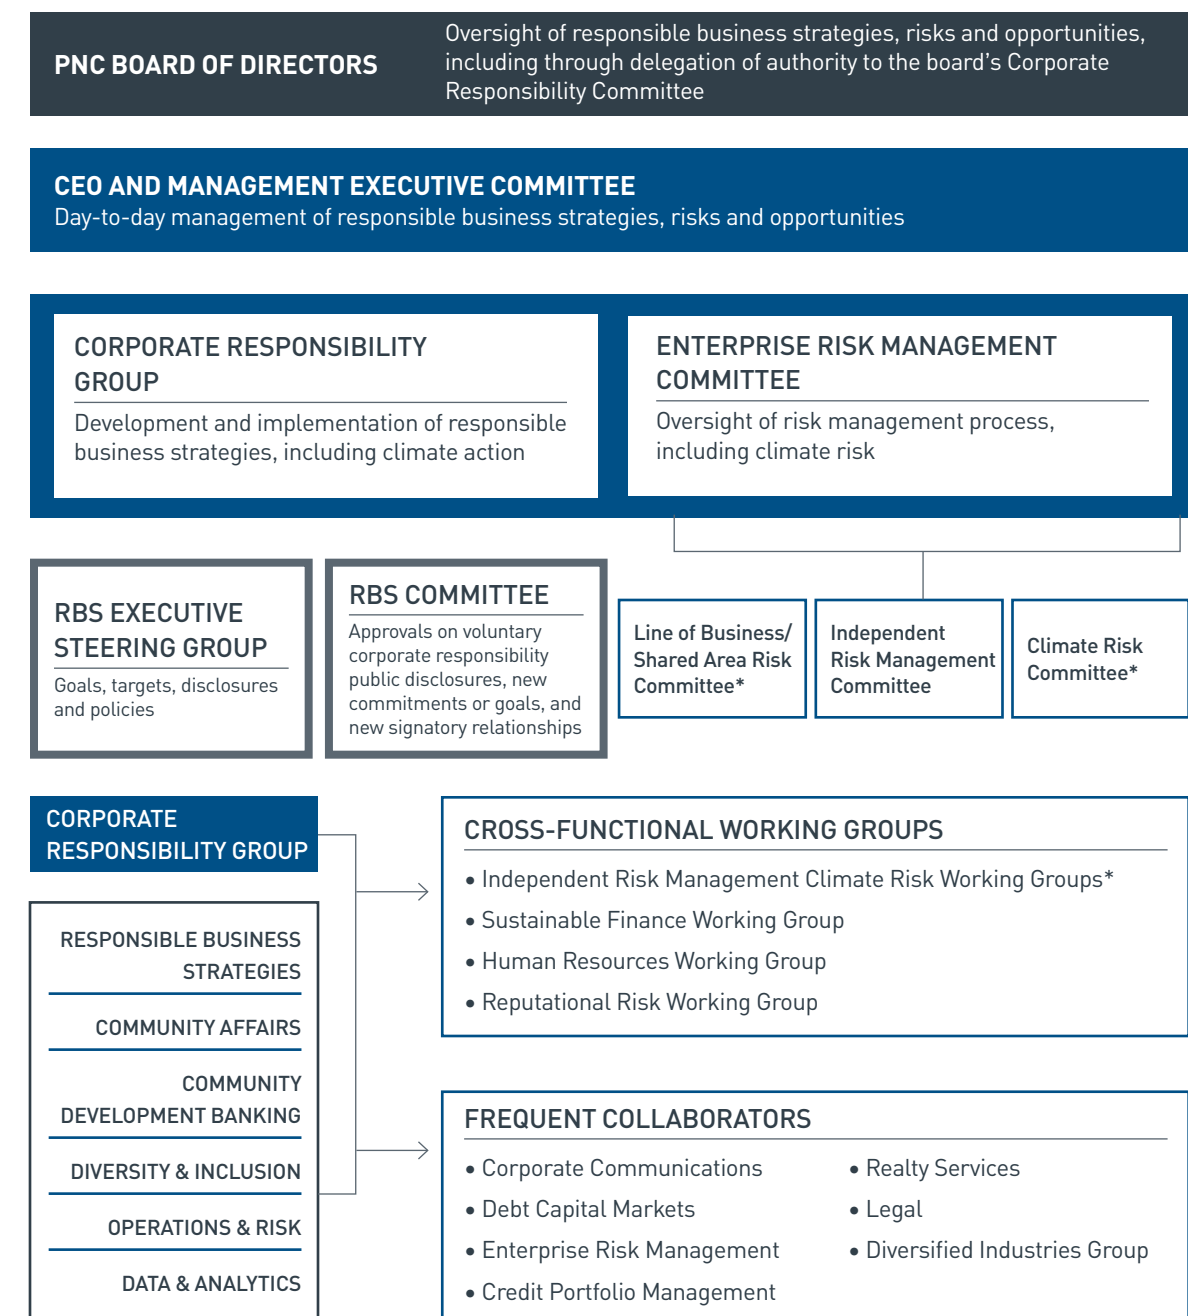 PNC BOARD OF DIRECTORS
Oversight of responsible business strategies, risks and opportunities,
including through delegation of authority to the board's Corporate
Responsibility Committee
CEO AND MANAGEMENT EXECUTIVE COMMITTEE
Day-to-day management of responsible business strategies, risks and opportunities
CORPORATE RESPONSIBILITY
GROUP
Development and implementation of responsible
business strategies, including climate action
ENTERPRISE RISK MANAGEMENT
COMMITTEE
Oversight of risk management process,
including climate risk
RBS EXECUTIVE
STEERING GROUP
Goals, targets, disclosures
and policies
RBS COMMITTEE
Approvals on voluntary
corporate responsibility
public disclosures, new
commitments or goals, and
new signatory relationships
Line of Business/
Shared Area Risk
Committee*
Independent
Risk Management
Committee
Climate Risk
Committee*
CORPORATE
RESPONSIBILITY GROUP
RESPONSIBLE BUSINESS
STRATEGIES
COMMUNITY AFFAIRS
COMMUNITY
DEVELOPMENT BANKING
DIVERSITY & INCLUSION
OPERATIONS & RISK
DATA & ANALYTICS
CROSS-FUNCTIONAL WORKING GROUPS
• Independent Risk Management Climate Risk Working Groups*
• Sustainable Finance Working Group
• Human Resources Working Group
• Reputational Risk Working Group
FREQUENT COLLABORATORS
• Corporate Communications
• Debt Capital Markets
• Enterprise Risk Management
• Credit Portfolio Management
• Realty Services
• Legal
• Diversified Industries Group